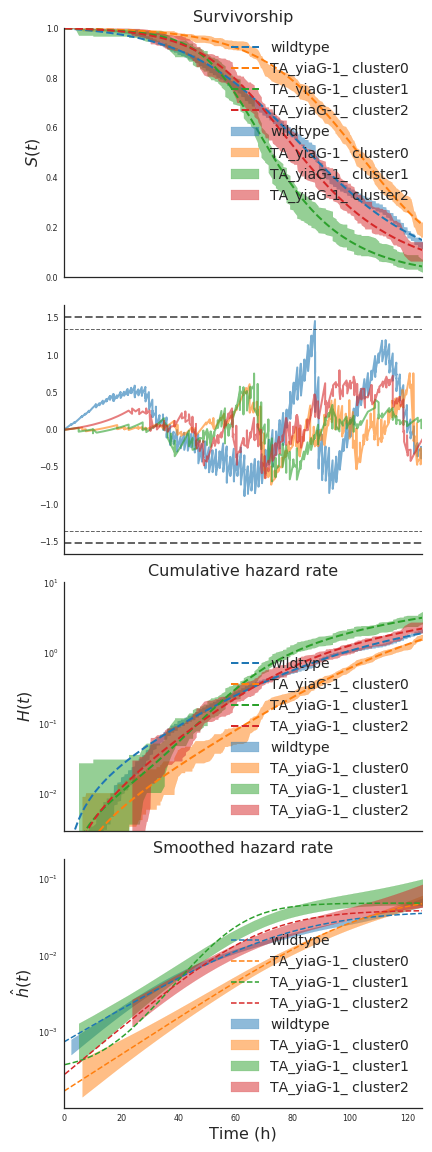 Survivorship
1.0
0.8
0.6
0.4
0.2
0.0
S(t)
wildtype
TA_yiaG-1_ cluster0
TA_yiaG-1_ cluster1
TA_yiaG-1_ cluster2
wildtype
TA_yiaG-1_ cluster0
TA_yiaG-1_ cluster1
TA_yiaG-1_ cluster2
1.5
1.0
0.5
0.0
−0.5
−1.0
−1.5
Cumulative hazard rate
10¹
10⁰
10⁻¹
10⁻²
H(t)
wildtype
TA_yiaG-1_ cluster0
TA_yiaG-1_ cluster1
TA_yiaG-1_ cluster2
wildtype
TA_yiaG-1_ cluster0
TA_yiaG-1_ cluster1
TA_yiaG-1_ cluster2
Smoothed hazard rate
10⁻¹
10⁻²
10⁻³
ĥ(t)
wildtype
TA_yiaG-1_ cluster0
TA_yiaG-1_ cluster1
TA_yiaG-1_ cluster2
wildtype
TA_yiaG-1_ cluster0
TA_yiaG-1_ cluster1
TA_yiaG-1_ cluster2
0 20 40 60 80 100 120
Time (h)